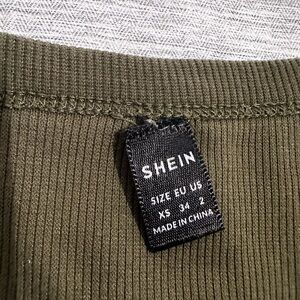 SHEIN
SIZE EU US
XS 34 2
MADE IN CHINA